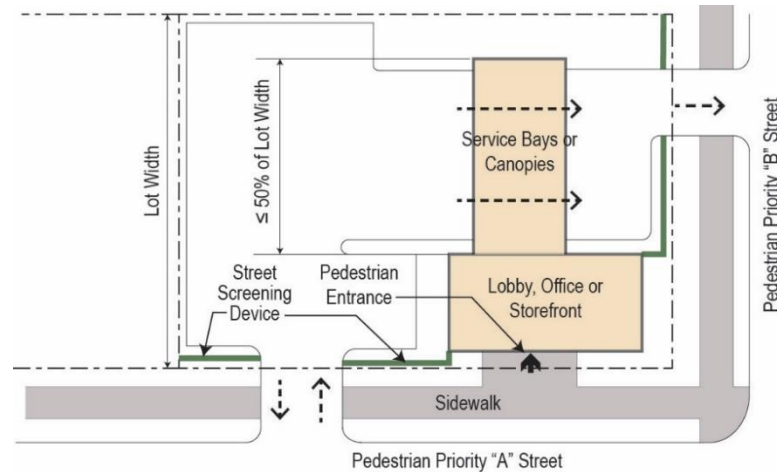 Lot Width
≤ 50% of Lot Width
Service Bays or
Canopies
Street
Screening
Device
Pedestrian
Entrance
Lobby, Office or
Storefront
Sidewalk
Pedestrian Priority "A" Street
Pedestrian Priority "B" Street